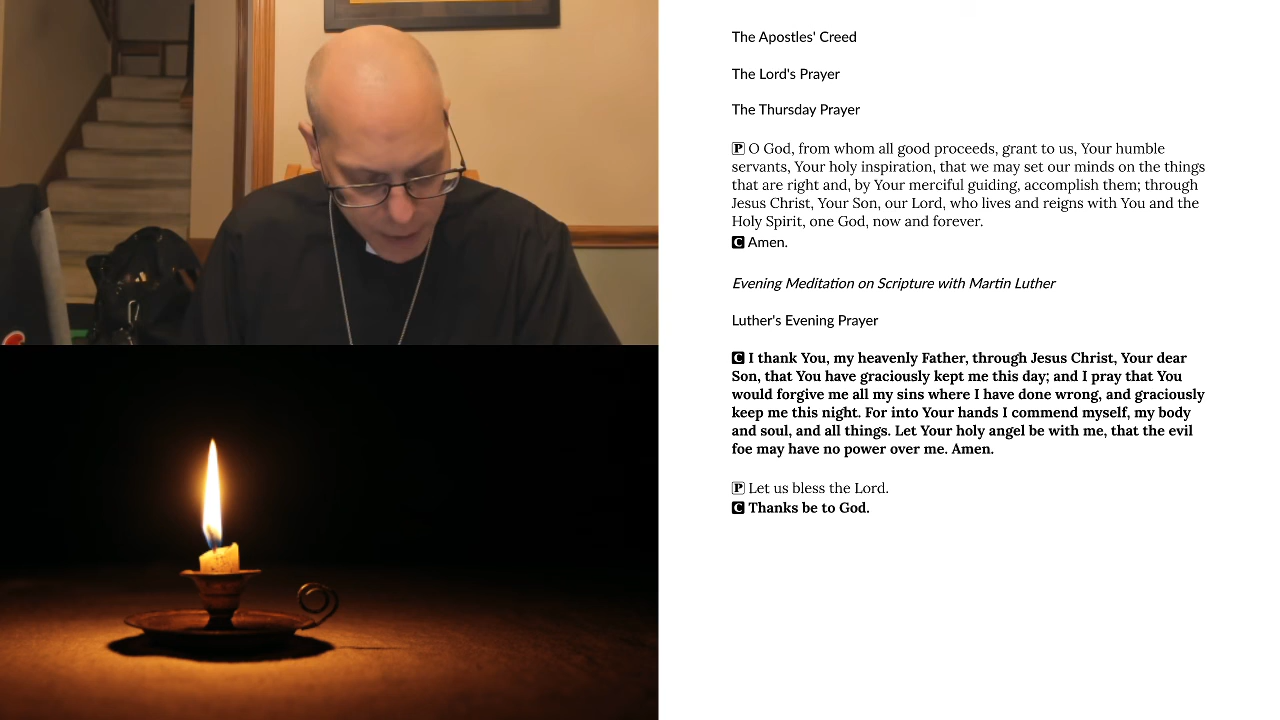 The Apostles' Creed
The Lord's Prayer
The Thursday Prayer
P O God, from whom all good proceeds, grant to us, Your humble
servants, Your holy inspiration, that we may set our minds on the things
that are right and, by Your merciful guiding, accomplish them; through
Jesus Christ, Your Son, our Lord, who lives and reigns with You and the
Holy Spirit, one God, now and forever.
C Amen.
Evening Meditation on Scripture with Martin Luther
Luther's Evening Prayer
C I thank You, my heavenly Father, through Jesus Christ, Your dear
Son, that You have graciously kept me this day; and I pray that You
would forgive me all my sins where I have done wrong, and graciously
keep me this night. For into Your hands I commend myself, my body
and soul, and all things. Let Your holy angel be with me, that the evil
foe may have no power over me. Amen.
P Let us bless the Lord.
C Thanks be to God.